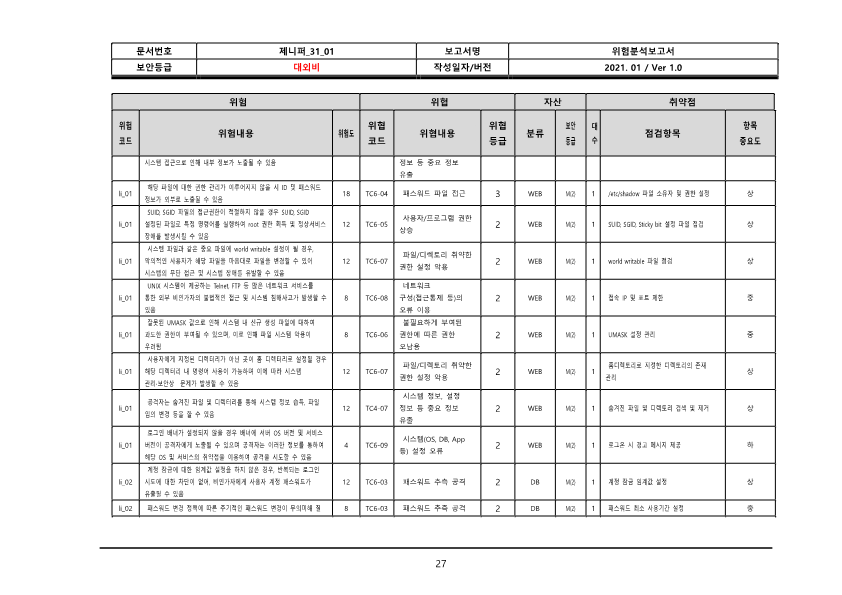 문서번호 제니퍼_31_01 보고서명 위험분석보고서
보안등급 대외비 작성일자/버전 2021. 01 / Ver 1.0
위험 위협 자산 취약점
위험 코드 위험내용 위험도 위협 코드 위협내용 위협 등급 분류 보안 등급 대수 점검항목 항목 중요도
시스템 접근으로 인해 내부 정보가 노출될 수 있음 정보 등 중요 정보
유출
해당 파일에 대한 권한 관리가 이루어지지 않을 시 ID 및 패스워드
li_01 18 TC6-04 패스워드 파일 접근 3 WEB M(2) 1 /etc/shadow 파일 소유자 및 권한 설정 상
정보가 외부로 노출될 수 있음
SUID, SGID 파일의 접근권한이 적절하지 않을 경우 SUID, SGID
사용자/프로그램 권한
li_01 설정된 파일로 특정 명령어를 실행하여 root 권한 획득 및 정상서비스 12 TC6-05 2 WEB M(2) 1 SUID, SGID, Sticky bit 설정 파일 점검 상
상승
장애를 발생시킬 수 있음
시스템 파일과 같은 중요 파일에 world writable 설정이 될 경우,
파일/디렉토리 취약한
li_01 악의적인 사용자가 해당 파일을 마음대로 파일을 변경할 수 있어 12 TC6-07 2 WEB M(2) 1 world writable 파일 점검 상
권한 설정 악용
시스템의 무단 접근 및 시스템 장애를 유발할 수 있음
UNIX 시스템이 제공하는 Telnet, FTP 등 많은 네트워크 서비스를 네트워크
li_01 통한 외부 비인가자의 불법적인 접근 및 시스템 침해사고가 발생할 수 8 TC6-08 구성(접근통제 등)의 2 WEB M(2) 1 접속 IP 및 포트 제한 중
있음 오류 이용
잘못된 UMASK 값으로 인해 시스템 내 신규 생성 파일에 대하여 불필요하게 부여된
li_01 과도한 권한이 부여될 수 있으며, 이로 인해 파일 시스템 악용이 8 TC6-06 권한에 따른 권한 2 WEB M(2) 1 UMASK 설정 관리 중
우려됨 오남용
사용자에게 지정된 디렉터리가 아닌 곳이 홈 디렉터리로 설정될 경우
파일/디렉토리 취약한 홈디렉토리로 지정한 디렉토리의 존재
li_01 해당 디렉터리 내 명령어 사용이 가능하며 이에 따라 시스템 12 TC6-07 2 WEB M(2) 1 상
권한 설정 악용 관리
관리·보안상 문제가 발생할 수 있음
시스템 정보, 설정
공격자는 숨겨진 파일 및 디렉터리를 통해 시스템 정보 습득, 파일
li_01 12 TC4-07 정보 등 중요 정보 2 WEB M(2) 1 숨겨진 파일 및 디렉토리 검색 및 제거 상
임의 변경 등을 할 수 있음
유출
로그인 배너가 설정되지 않을 경우 배너에 서버 OS 버전 및 서비스
시스템(OS, DB, App
li_01 버전이 공격자에게 노출될 수 있으며 공격자는 이러한 정보를 통하여 4 TC6-09 2 WEB M(2) 1 로그온 시 경고 메시지 제공 하
등) 설정 오류
해당 OS 및 서비스의 취약점을 이용하여 공격을 시도할 수 있음
계정 잠금에 대한 임계값 설정을 하지 않은 경우, 반복되는 로그인
li_02 시도에 대한 차단이 없어, 비인가자에게 사용자 계정 패스워드가 12 TC6-03 패스워드 추측 공격 2 DB M(2) 1 계정 잠금 임계값 설정 상
유출될 수 있음
li_02 패스워드 변경 정책에 따른 주기적인 패스워드 변경이 무의미해 질 8 TC6-03 패스워드 추측 공격 2 DB M(2) 1 패스워드 최소 사용기간 설정 중
27